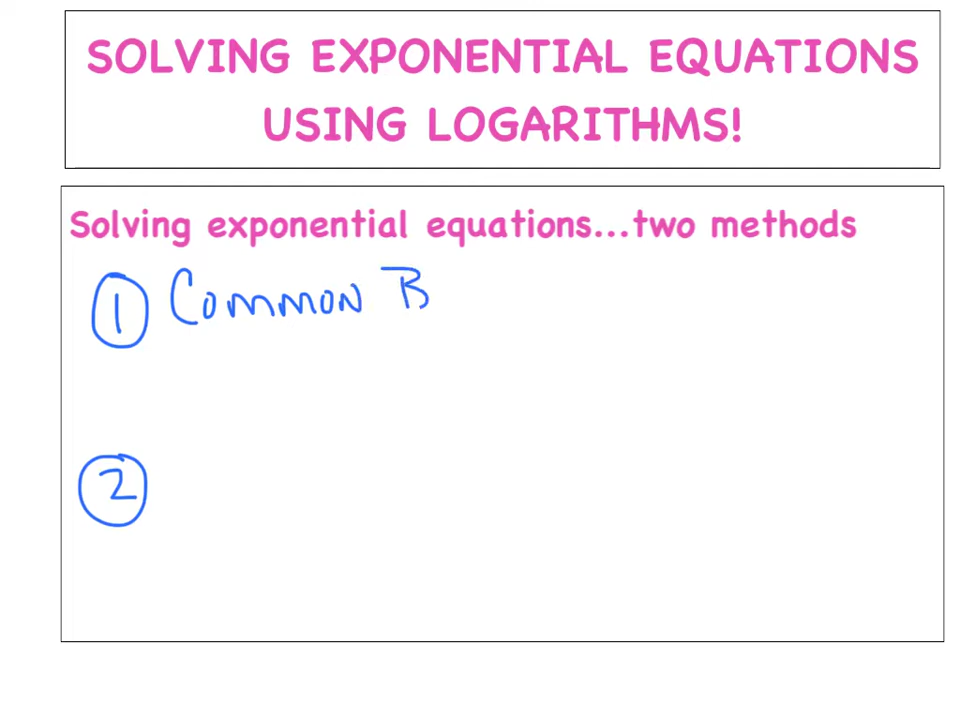 SOLVING EXPONENTIAL EQUATIONS
USING LOGARITHMS!
Solving exponential equations...two methods
1 Common B
2